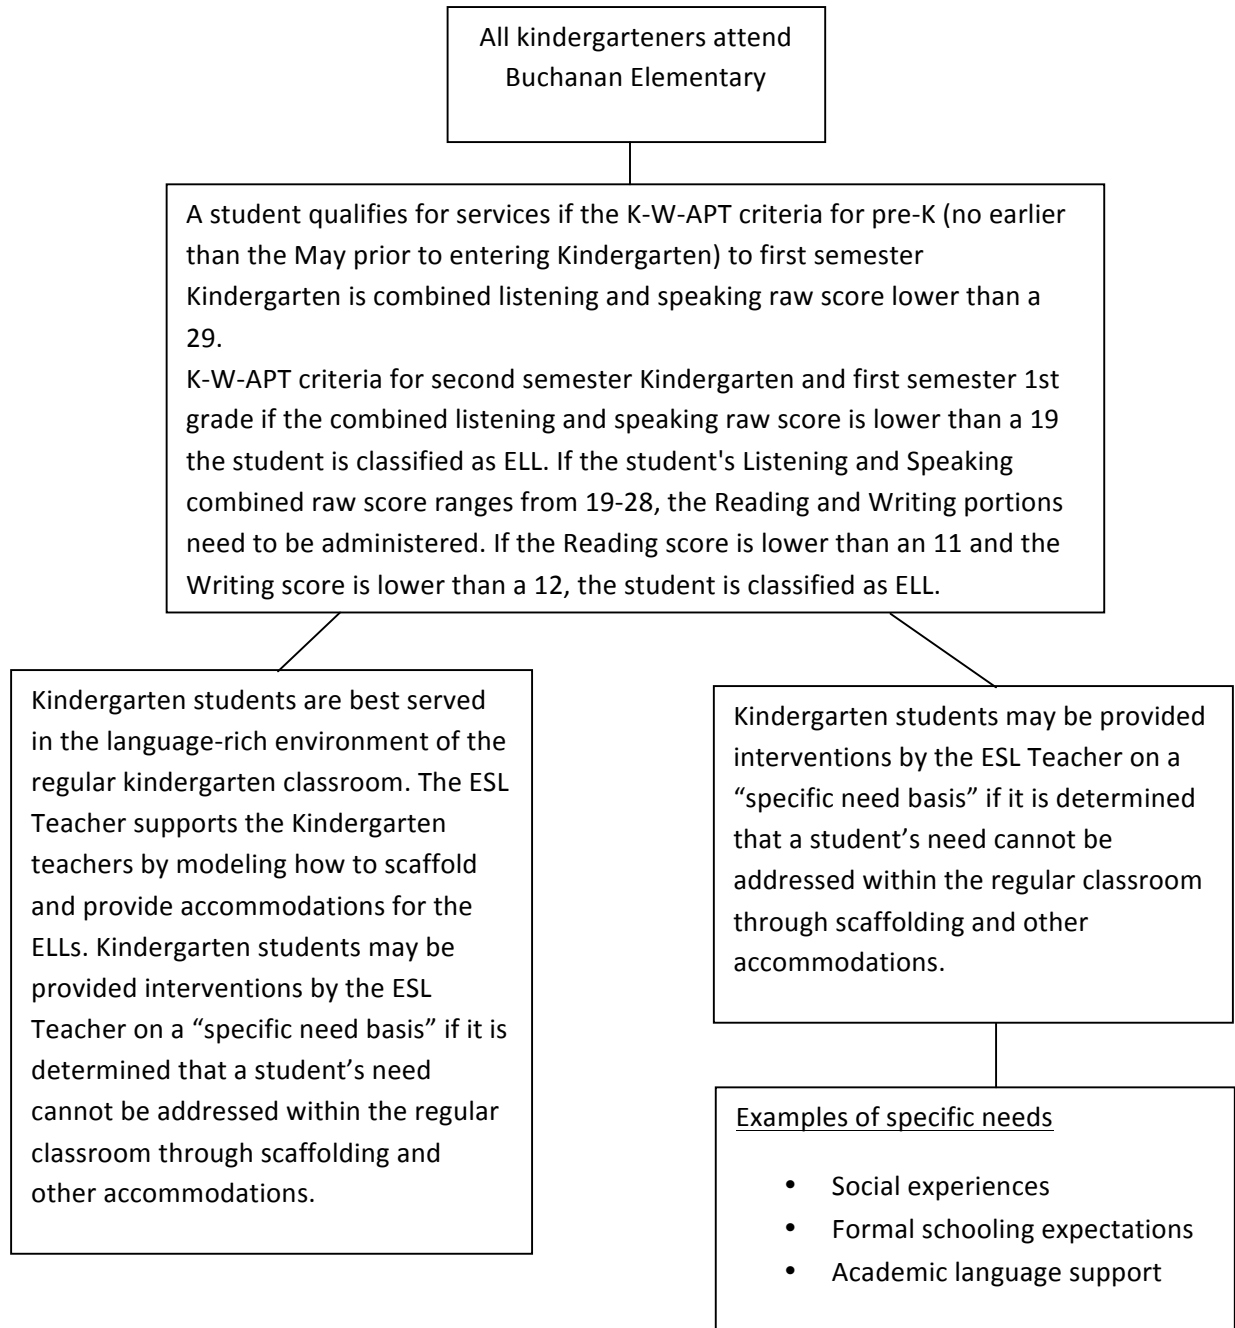 All kindergarteners attend
Buchanan Elementary
A student qualifies for services if the K-W-APT criteria for pre-K (no earlier
than the May prior to entering Kindergarten) to first semester
Kindergarten is combined listening and speaking raw score lower than a
29.
K-W-APT criteria for second semester Kindergarten and first semester 1st
grade if the combined listening and speaking raw score is lower than a 19
the student is classified as ELL. If the student's Listening and Speaking
combined raw score ranges from 19-28, the Reading and Writing portions
need to be administered. If the Reading score is lower than an 11 and the
Writing score is lower than a 12, the student is classified as ELL.
Kindergarten students are best served
in the language-rich environment of the
regular kindergarten classroom. The ESL
Teacher supports the Kindergarten
teachers by modeling how to scaffold
and provide accommodations for the
ELLs. Kindergarten students may be
provided interventions by the ESL
Teacher on a “specific need basis” if it is
determined that a student’s need
cannot be addressed within the regular
classroom through scaffolding and
other accommodations.
Kindergarten students may be provided
interventions by the ESL Teacher on a
“specific need basis” if it is determined
that a student’s need cannot be
addressed within the regular classroom
through scaffolding and other
accommodations.
Examples of specific needs
• Social experiences
• Formal schooling expectations
• Academic language support